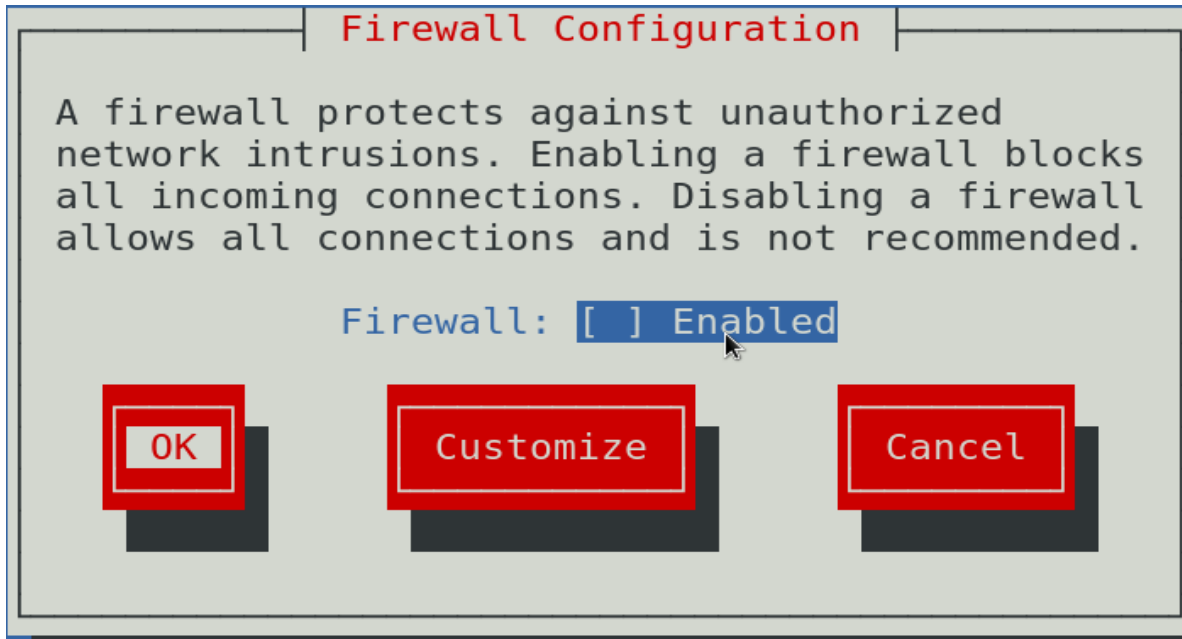 Firewall Configuration
A firewall protects against unauthorized
network intrusions. Enabling a firewall blocks
all incoming connections. Disabling a firewall
allows all connections and is not recommended.
Firewall: [ ] Enabled
OK Customize Cancel